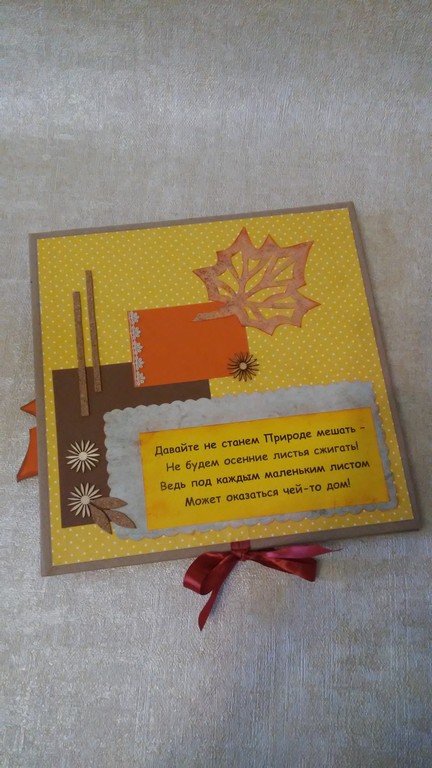 Давайте не станем Природе мешать -
Не будем осенние листья сжигать!
Ведь под каждым маленьким листом
Может оказаться чей-то дом!